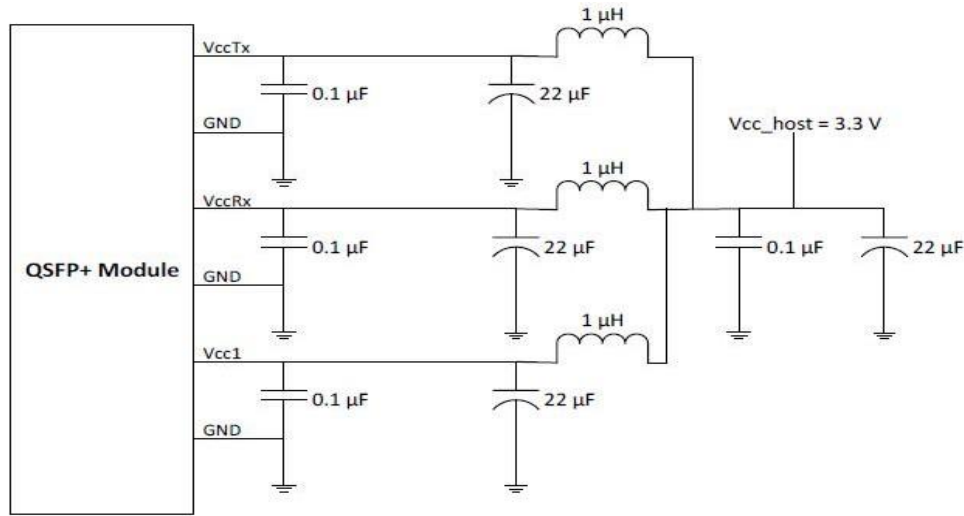 1 µH
VccTx
0.1 µF
22 µF
GND
Vcc_host = 3.3 V
1 µH
VccRx
0.1 µF
22 µF
0.1 µF
22 µF
QSFP+ Module
GND
1 µH
Vcc1
0.1 µF
22 µF
GND